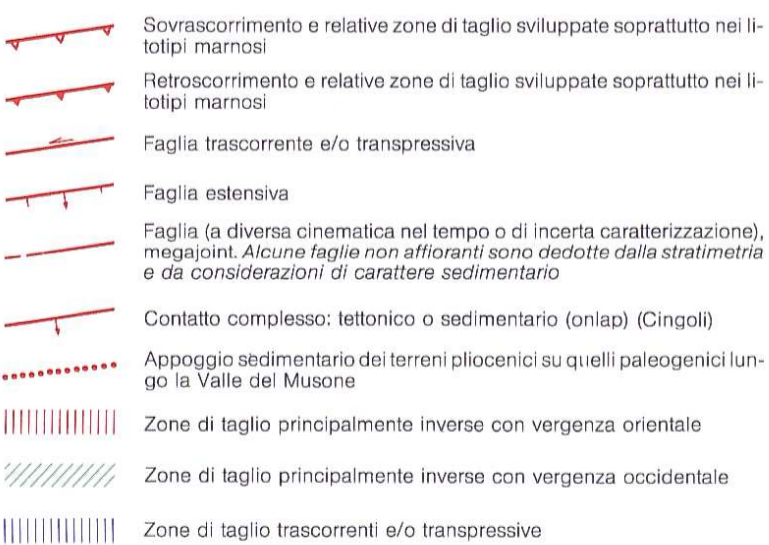 Sovrascorrimento e relative zone di taglio sviluppate soprattutto nei li-
totipi marnosi
Retroscorrimento e relative zone di taglio sviluppate soprattutto nei li-
totipi marnosi
Faglia trascorrente e/o transpressiva
Faglia estensiva
Faglia (a diversa cinematica nel tempo o di incerta caratterizzazione),
megajoint. Alcune faglie non affioranti sono dedotte dalla stratimetria
e da considerazioni di carattere sedimentario
Contatto complesso: tettonico o sedimentario (onlap) (Cingoli)
Appoggio sedimentario dei terreni pliocenici su quelli paleogenici lun-
go la Valle del Musone
Zone di taglio principalmente inverse con vergenza orientale
Zone di taglio principalmente inverse con vergenza occidentale
Zone di taglio trascorrenti e/o transpressive